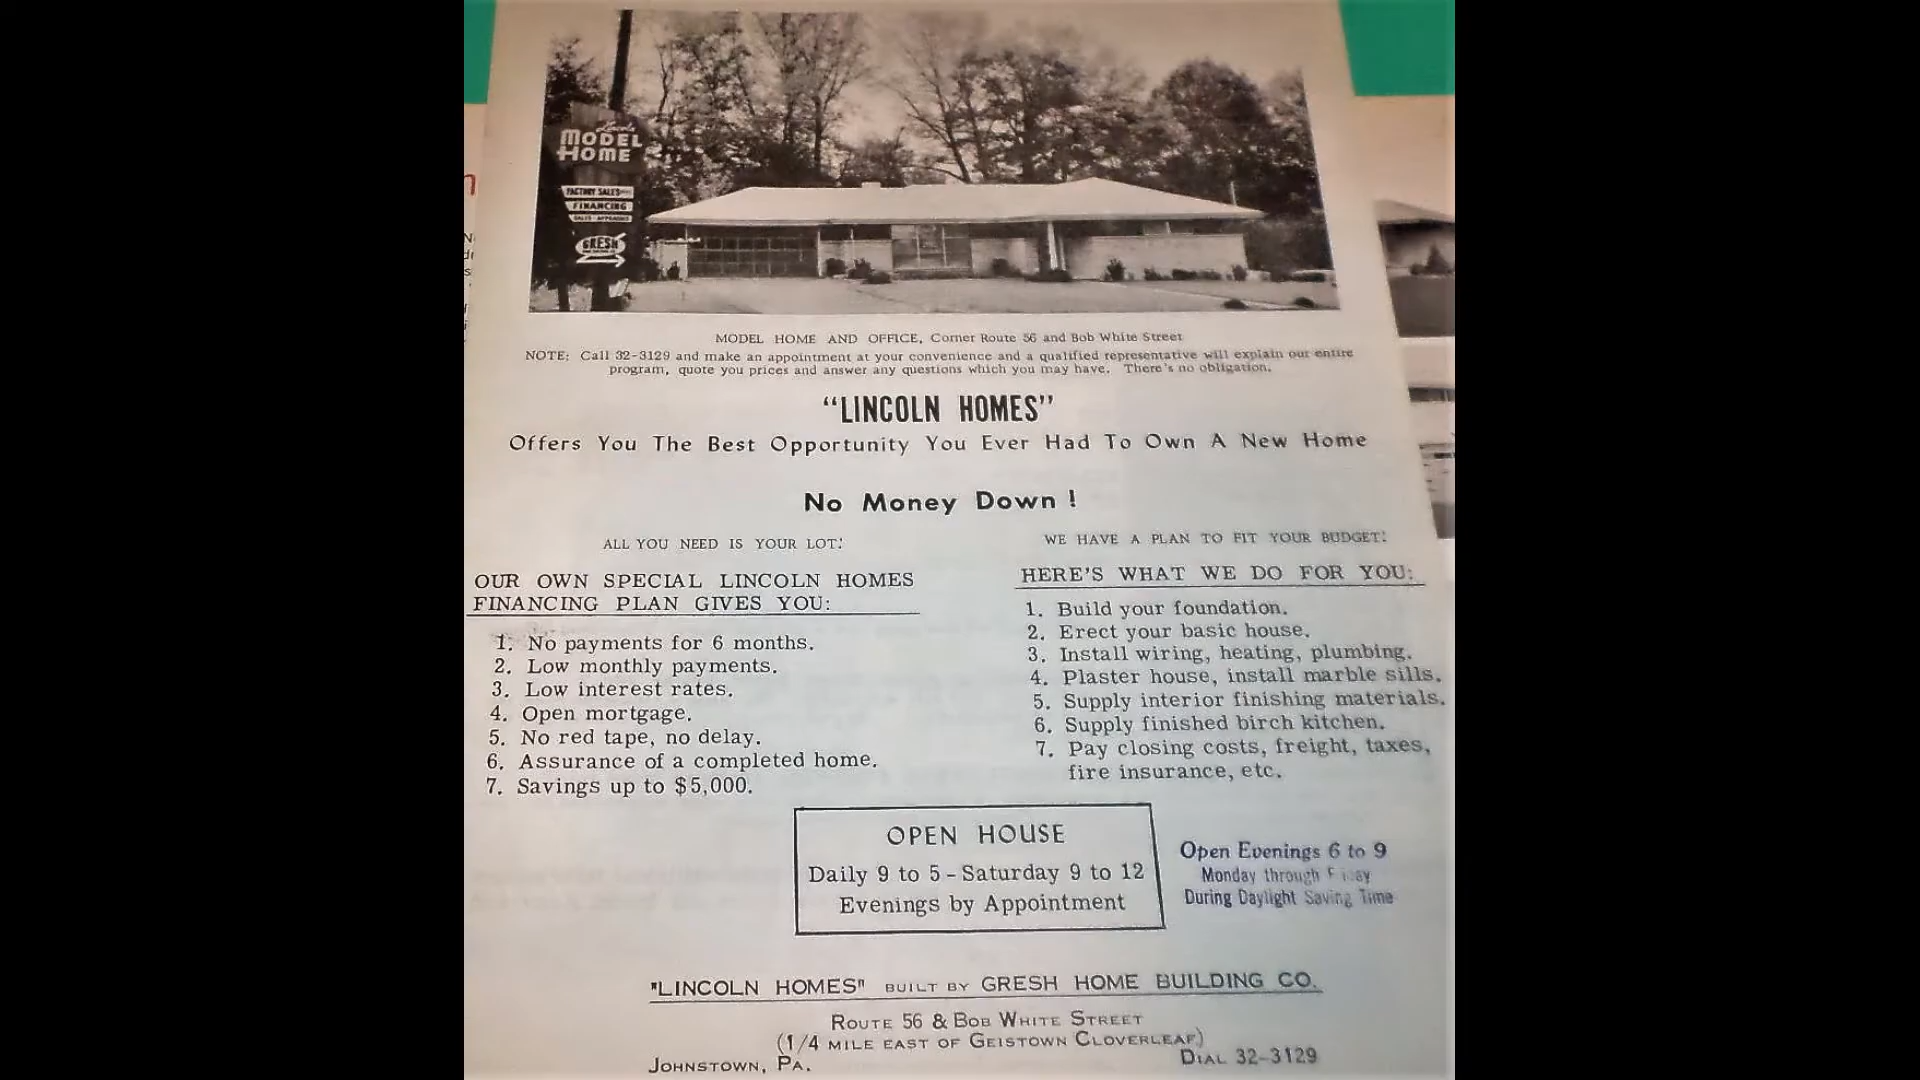 Lincoln
MODEL
HOME
FACTORY SALES
FINANCING
GRESH
MODEL HOME AND OFFICE, Corner Route 56 and Bob White Street
NOTE: Call 32-3129 and make an appointment at your convenience and a qualified representative will explain our entire
program, quote you prices and answer any questions which you may have. There's no obligation.
"LINCOLN HOMES"
Offers You The Best Opportunity You Ever Had To Own A New Home
No Money Down !
ALL YOU NEED IS YOUR LOT!
OUR OWN SPECIAL LINCOLN HOMES
FINANCING PLAN GIVES YOU:
1. No payments for 6 months.
2. Low monthly payments.
3. Low interest rates.
4. Open mortgage.
5. No red tape, no delay.
6. Assurance of a completed home.
7. Savings up to $5,000.
WE HAVE A PLAN TO FIT YOUR BUDGET!
HERE'S WHAT WE DO FOR YOU:
1. Build your foundation.
2. Erect your basic house.
3. Install wiring, heating, plumbing.
4. Plaster house, install marble sills.
5. Supply interior finishing materials.
6. Supply finished birch kitchen.
7. Pay closing costs, freight, taxes,
fire insurance, etc.
OPEN HOUSE
Daily 9 to 5 - Saturday 9 to 12
Evenings by Appointment
Open Evenings 6 to 9
Monday through Friday
During Daylight Saving Time
"LINCOLN HOMES" BUILT BY GRESH HOME BUILDING CO.
ROUTE 56 & BOB WHITE STREET
(1/4 MILE EAST OF GEISTOWN CLOVERLEAF)
JOHNSTOWN, PA. DIAL 32-3129